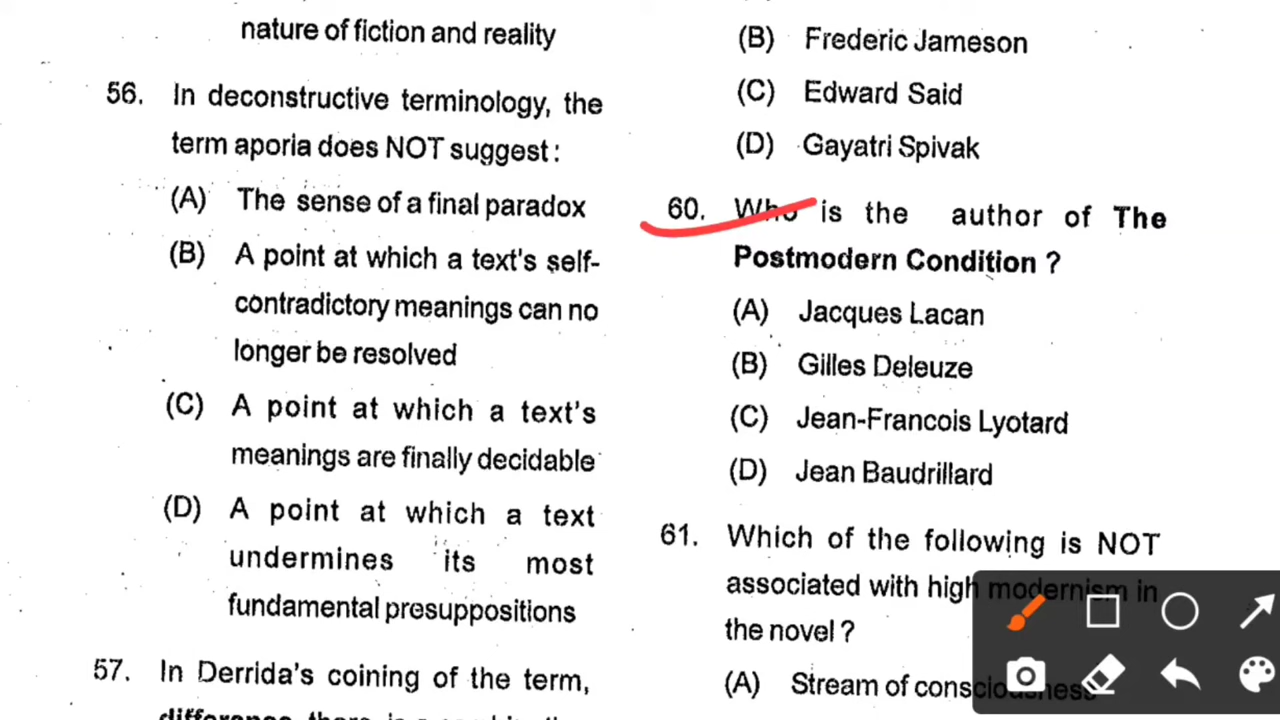 nature of fiction and reality
56. In deconstructive terminology, the
term aporia does NOT suggest :
(A) The sense of a final paradox
(B) A point at which a text's self-
contradictory meanings can no
longer be resolved
(C) A point at which a text's
meanings are finally decidable
(D) A point at which a text
undermines its most
fundamental presuppositions
57. In Derrida's coining of the term,
(B) Frederic Jameson
(C) Edward Said
(D) Gayatri Spivak
60. Who is the author of The
Postmodern Condition ?
(A) Jacques Lacan
(B) Gilles Deleuze
(C) Jean-Francois Lyotard
(D) Jean Baudrillard
61. Which of the following is NOT
associated with high modernism in
the novel ?
(A) Stream of consciousness